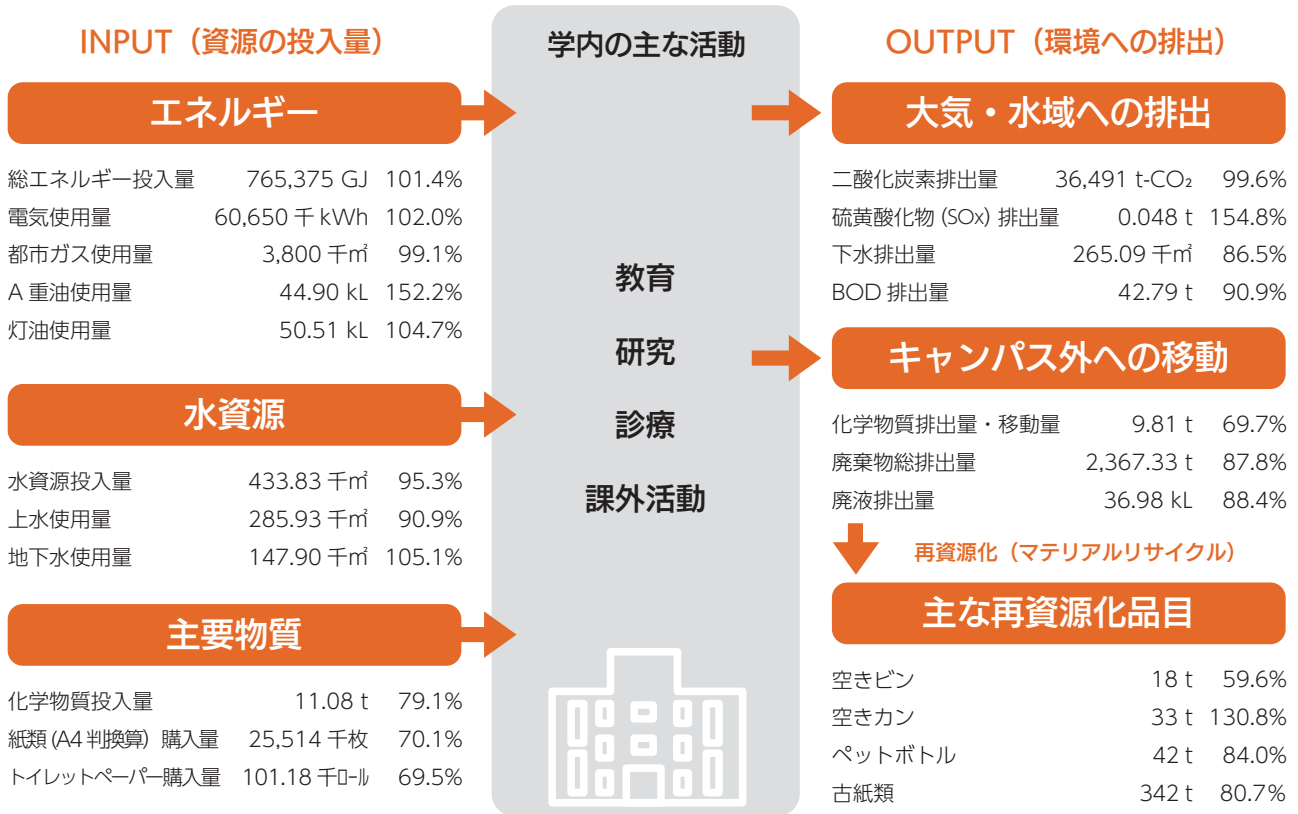 INPUT（資源の投入量）
エネルギー
総エネルギー投入量 765,375 GJ 101.4%
電気使用量 60,650 千 kWh 102.0%
都市ガス使用量 3,800 千㎥ 99.1%
A 重油使用量 44.90 kL 152.2%
灯油使用量 50.51 kL 104.7%
水資源
水資源投入量 433.83 千㎥ 95.3%
上水使用量 285.93 千㎥ 90.9%
地下水使用量 147.90 千㎥ 105.1%
主要物質
化学物質投入量 11.08 t 79.1%
紙類 (A4 判換算) 購入量 25,514 千枚 70.1%
トイレットペーパー購入量 101.18 千ロール 69.5%
学内の主な活動
教育
研究
診療
課外活動
OUTPUT（環境への排出）
大気・水域への排出
二酸化炭素排出量 36,491 t-CO₂ 99.6%
硫黄酸化物 (SOx) 排出量 0.048 t 154.8%
下水排出量 265.09 千㎥ 86.5%
BOD 排出量 42.79 t 90.9%
キャンパス外への移動
化学物質排出量・移動量 9.81 t 69.7%
廃棄物総排出量 2,367.33 t 87.8%
廃液排出量 36.98 kL 88.4%
再資源化（マテリアルリサイクル）
主な再資源化品目
空きビン 18 t 59.6%
空きカン 33 t 130.8%
ペットボトル 42 t 84.0%
古紙類 342 t 80.7%